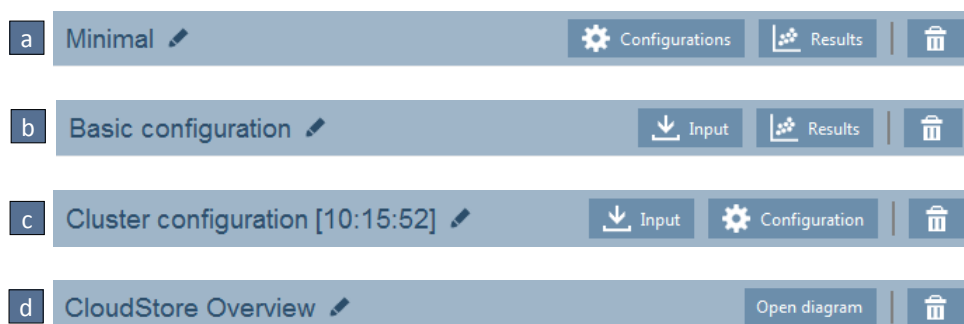 a Minimal Configurations Results
b Basic configuration Input Results
c Cluster configuration [10:15:52] Input Configuration
d CloudStore Overview Open diagram